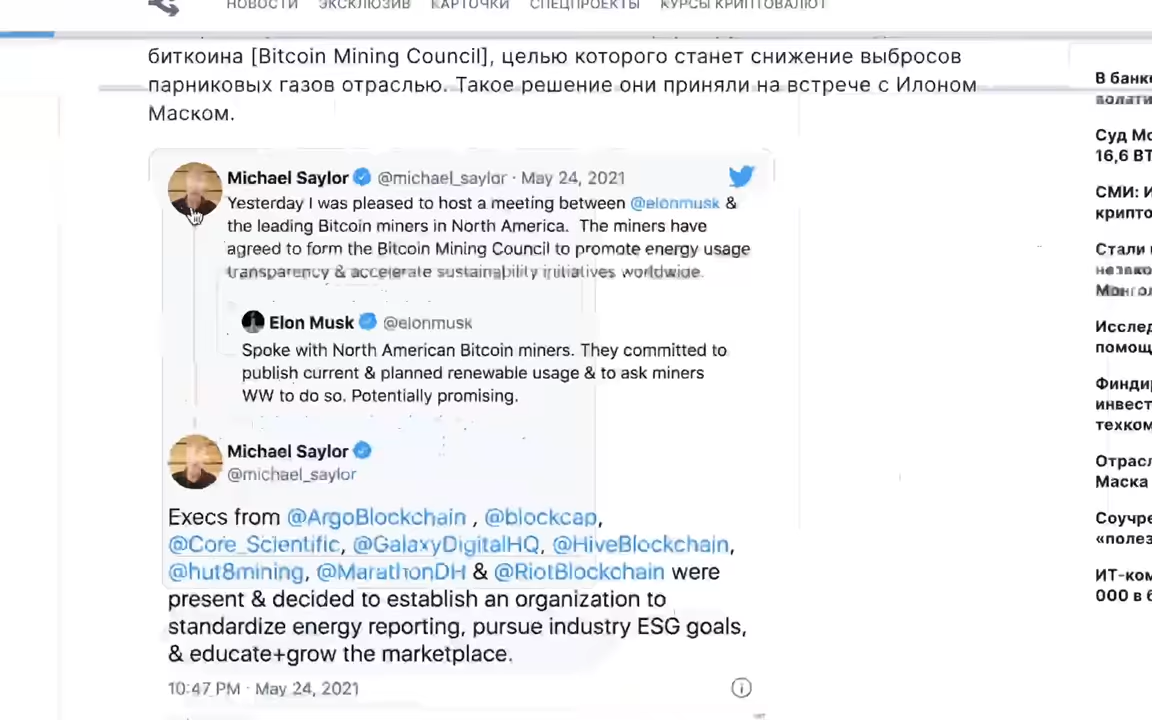 НОВОСТИ ЭКСКЛЮЗИВ КАРТОЧКИ СПЕЦПРОЕКТЫ КУРСЫ КРИПТОВАЛЮТ
биткоина [Bitcoin Mining Council], целью которого станет снижение выбросов
парниковых газов отраслью. Такое решение они приняли на встрече с Илоном
Маском.
Michael Saylor @michael_saylor · May 24, 2021
Yesterday I was pleased to host a meeting between @elonmusk &
the leading Bitcoin miners in North America. The miners have
agreed to form the Bitcoin Mining Council to promote energy usage
transparency & accelerate sustainability initiatives worldwide.
Elon Musk @elonmusk
Spoke with North American Bitcoin miners. They committed to
publish current & planned renewable usage & to ask miners
WW to do so. Potentially promising.
Michael Saylor
@michael_saylor
Execs from @ArgoBlockchain , @blockcap,
@Core_Scientific, @GalaxyDigitalHQ, @HiveBlockchain,
@hut8mining, @MarathonDH & @RiotBlockchain were
present & decided to establish an organization to
standardize energy reporting, pursue industry ESG goals,
& educate+grow the marketplace.
10:47 PM · May 24, 2021
В банке
Суд Мо
16,6 ВТ
СМИ: И
крипто
Стали
Исслед
помощ
Финдир
инвест
техком
Отрасл
Маска
Соучре
«полез
ИТ-ком
000 в б